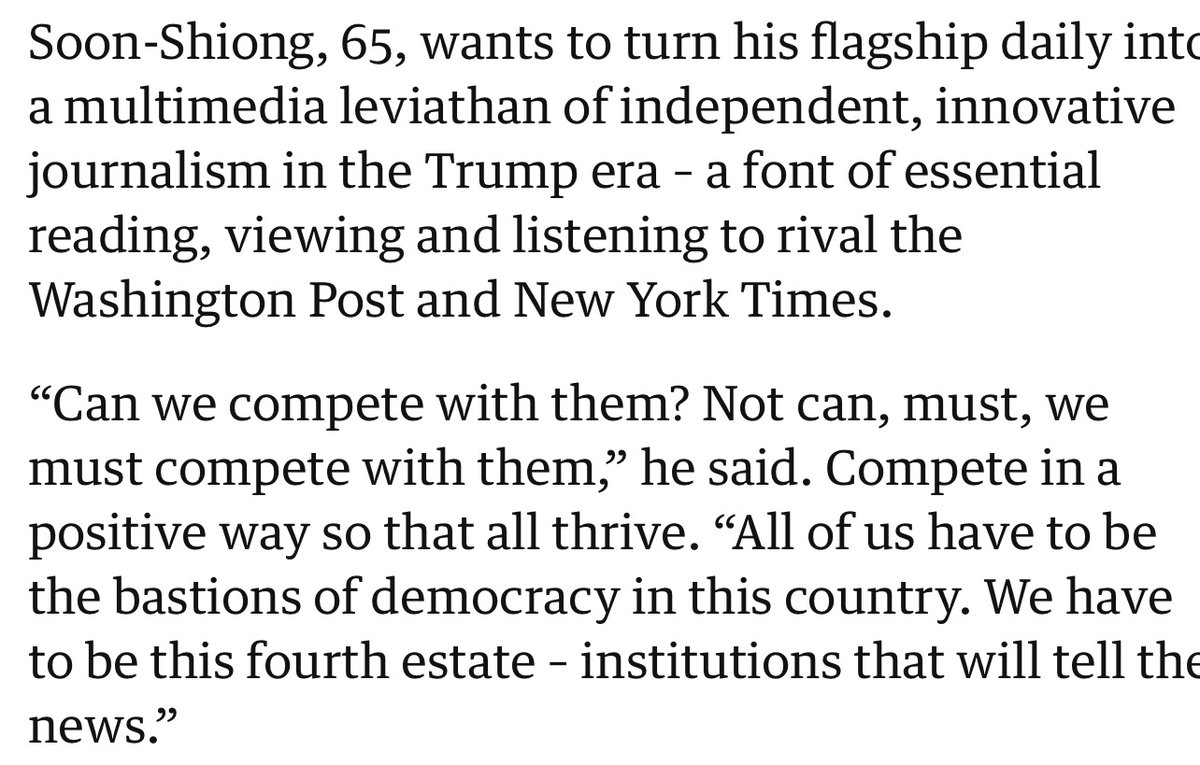 Soon-Shiong, 65, wants to turn his flagship daily into
a multimedia leviathan of independent, innovative
journalism in the Trump era – a font of essential
reading, viewing and listening to rival the
Washington Post and New York Times.
“Can we compete with them? Not can, must, we
must compete with them,” he said. Compete in a
positive way so that all thrive. “All of us have to be
the bastions of democracy in this country. We have
to be this fourth estate – institutions that will tell the
news.”